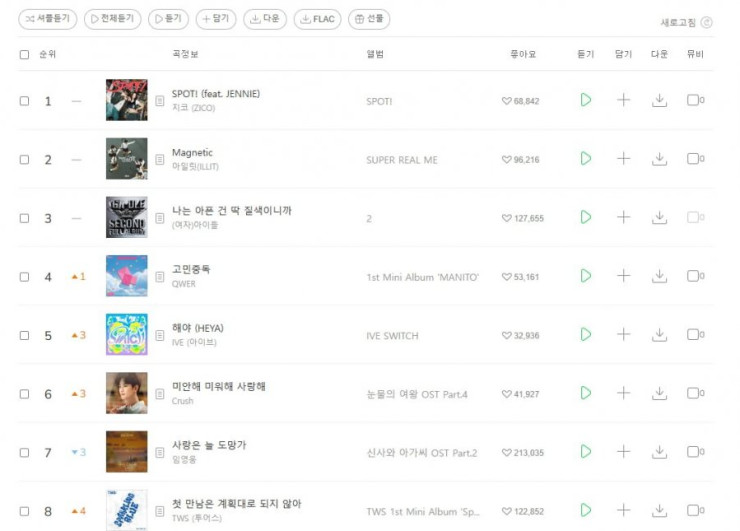 셔플듣기 전체듣기 듣기 담기 다운 FLAC 선물
새로고침
순위 곡정보 앨범 좋아요 듣기 담기 다운 뮤비
1 SPOT! (feat. JENNIE)
지코 (ZICO)
SPOT! 68,842 0
2 Magnetic
아일릿(ILLIT)
SUPER REAL ME 96,216 0
3 나는 아픈 건 딱 질색이니까
(여자)아이들
2 127,655 0
4 1 고민중독
QWER
1st Mini Album 'MANITO' 53,161 0
5 3 해야 (HEYA)
IVE (아이브)
IVE SWITCH 32,936 0
6 3 미안해 미워해 사랑해
Crush
눈물의 여왕 OST Part.4 41,927 0
7 3 사랑은 늘 도망가
임영웅
신사와 아가씨 OST Part.2 213,035 0
8 4 첫 만남은 계획대로 되지 않아
TWS (투어스)
TWS 1st Mini Album 'Sp... 122,852 0